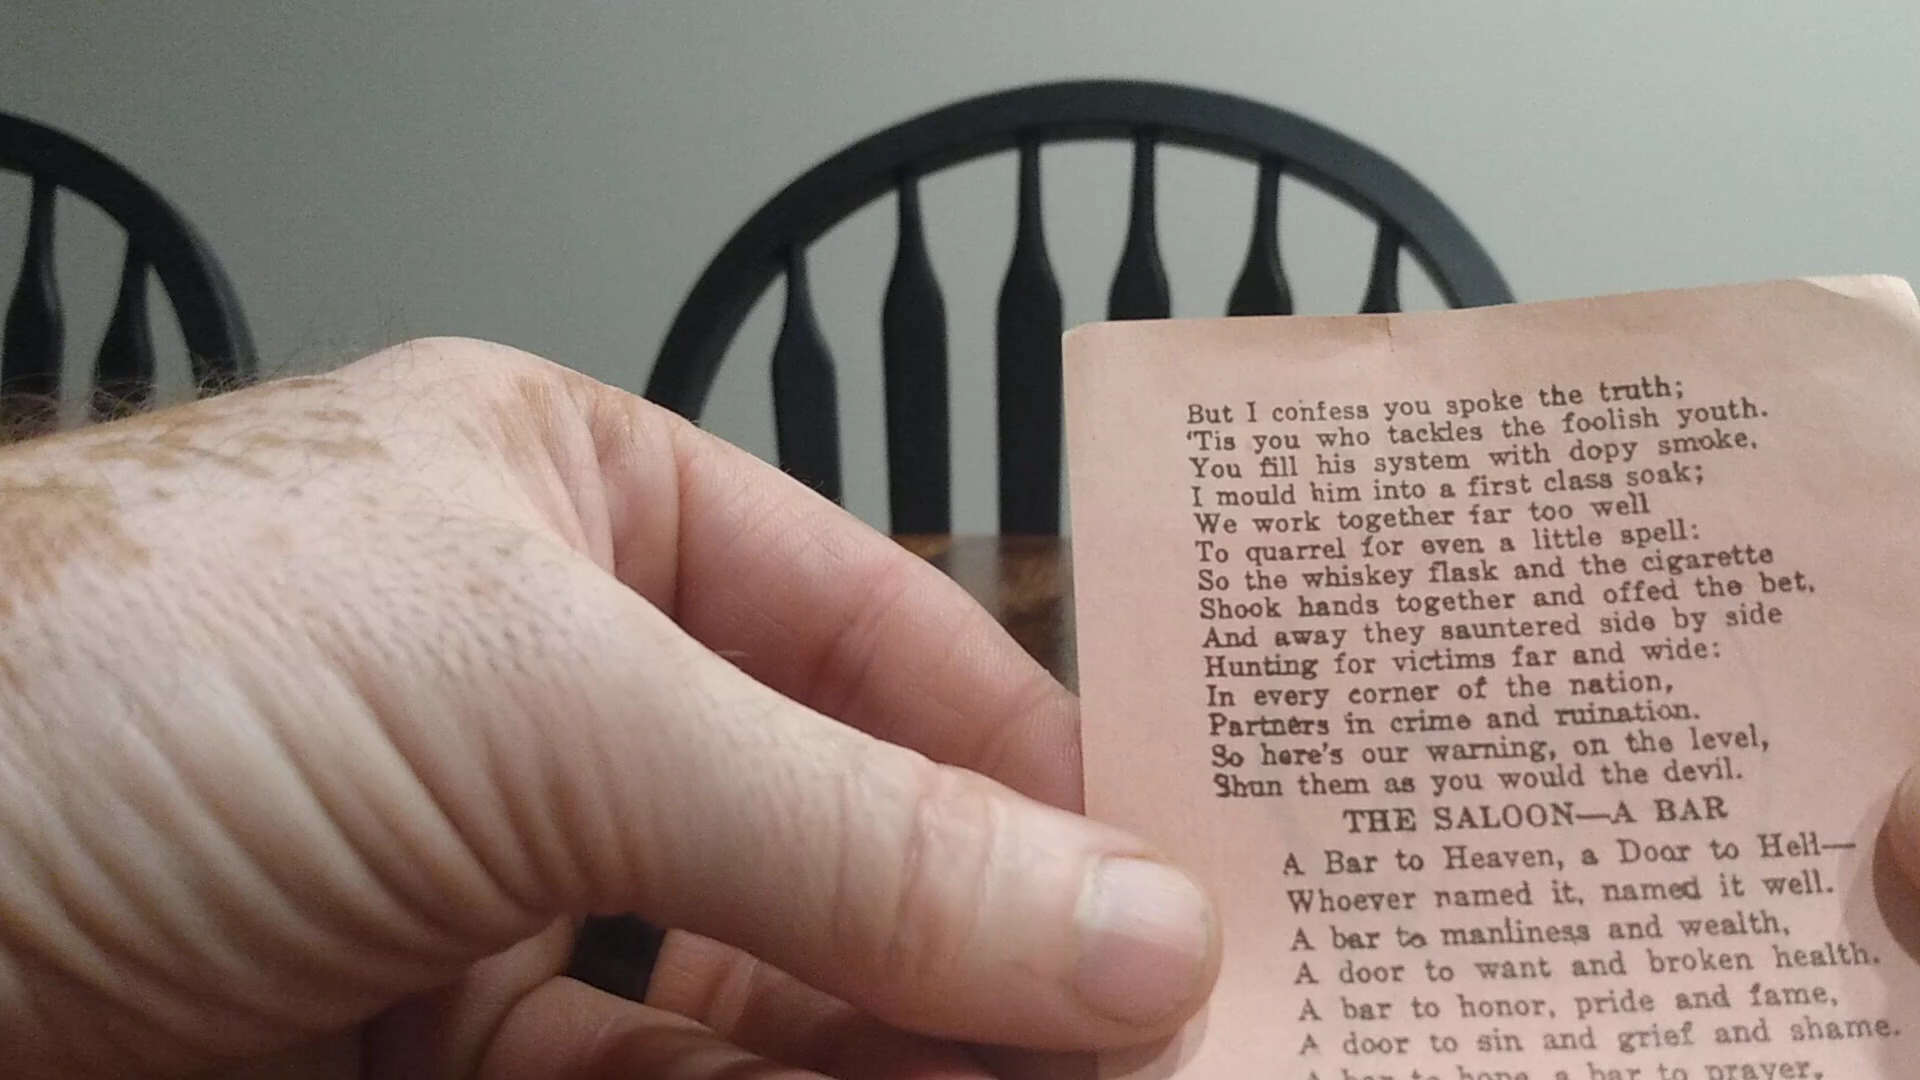 But I confess you spoke the truth;
'Tis you who tackles the foolish youth.
You fill his system with dopy smoke,
I mould him into a first class soak;
We work together far too well
To quarrel for even a little spell:
So the whiskey flask and the cigarette
Shook hands together and offed the bet,
And away they sauntered side by side
Hunting for victims far and wide:
In every corner of the nation,
Partners in crime and ruination.
So here's our warning, on the level,
Shun them as you would the devil.
THE SALOON—A BAR
A Bar to Heaven, a Door to Hell—
Whoever named it, named it well.
A bar to manliness and wealth,
A door to want and broken health.
A bar to honor, pride and fame,
A door to sin and grief and shame.
A bar to hope, a bar to prayer,